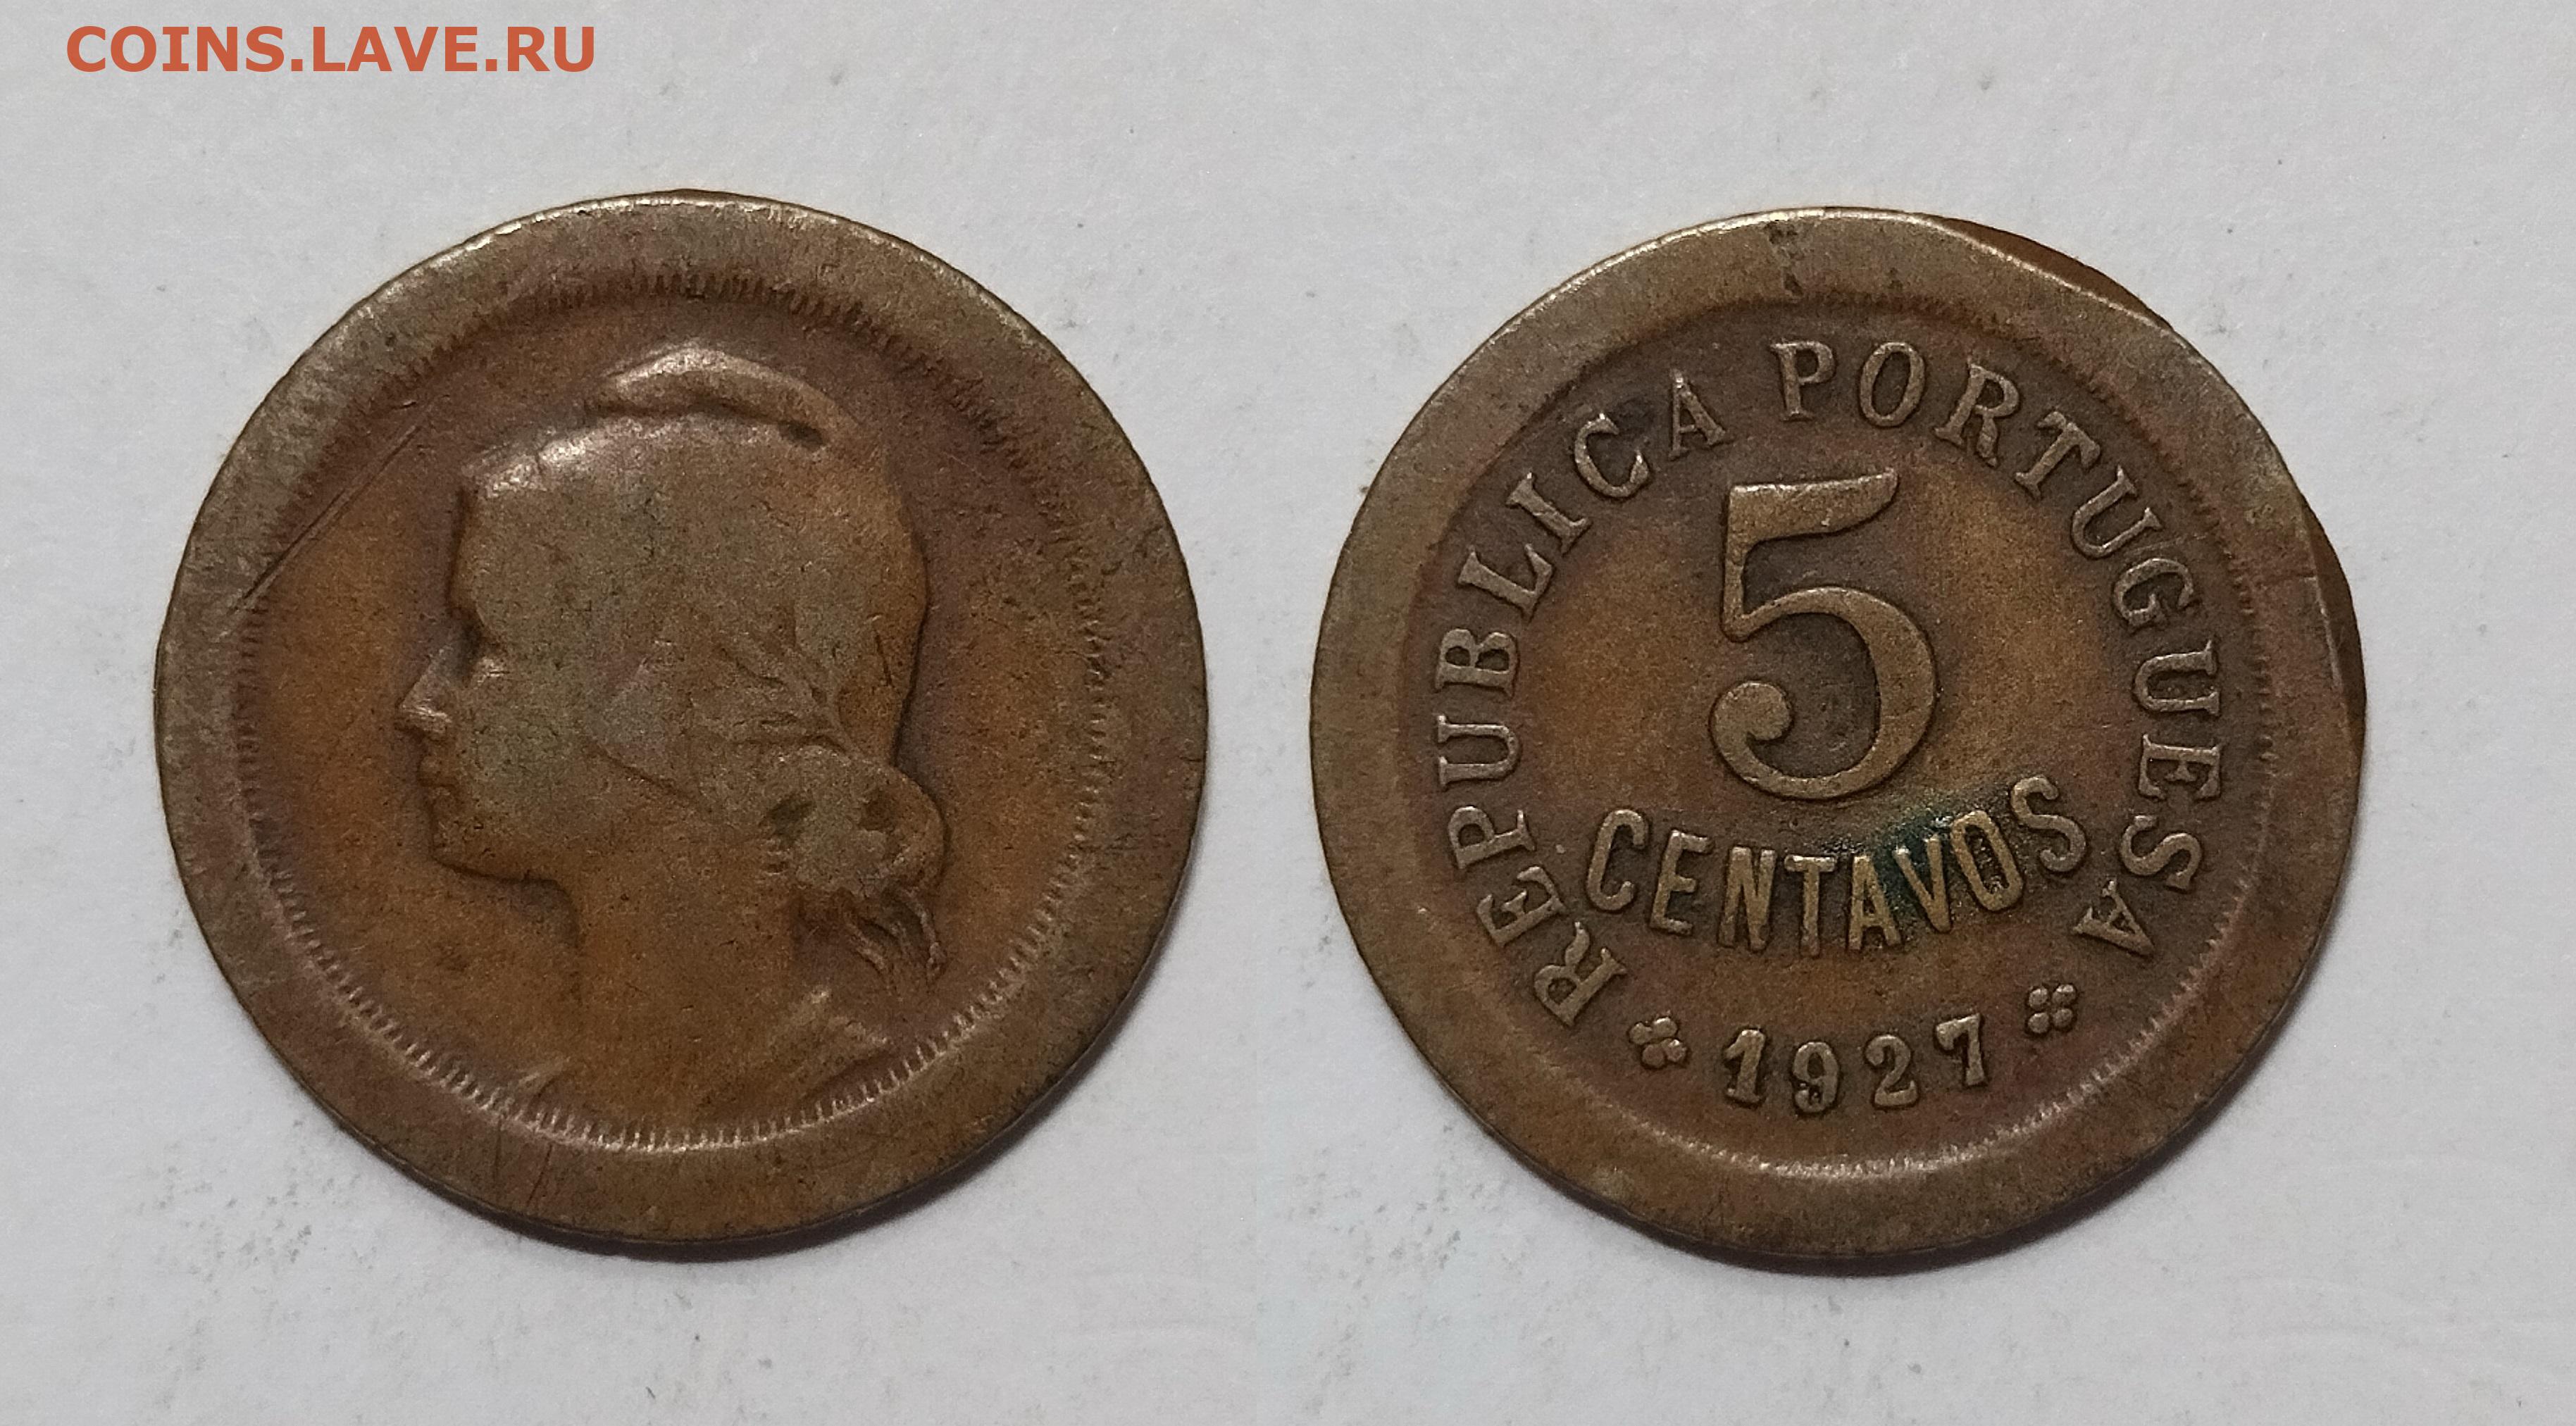 COINS.LAVE.RU
REPUBLICA PORTUGUESA
5
CENTAVOS
1927